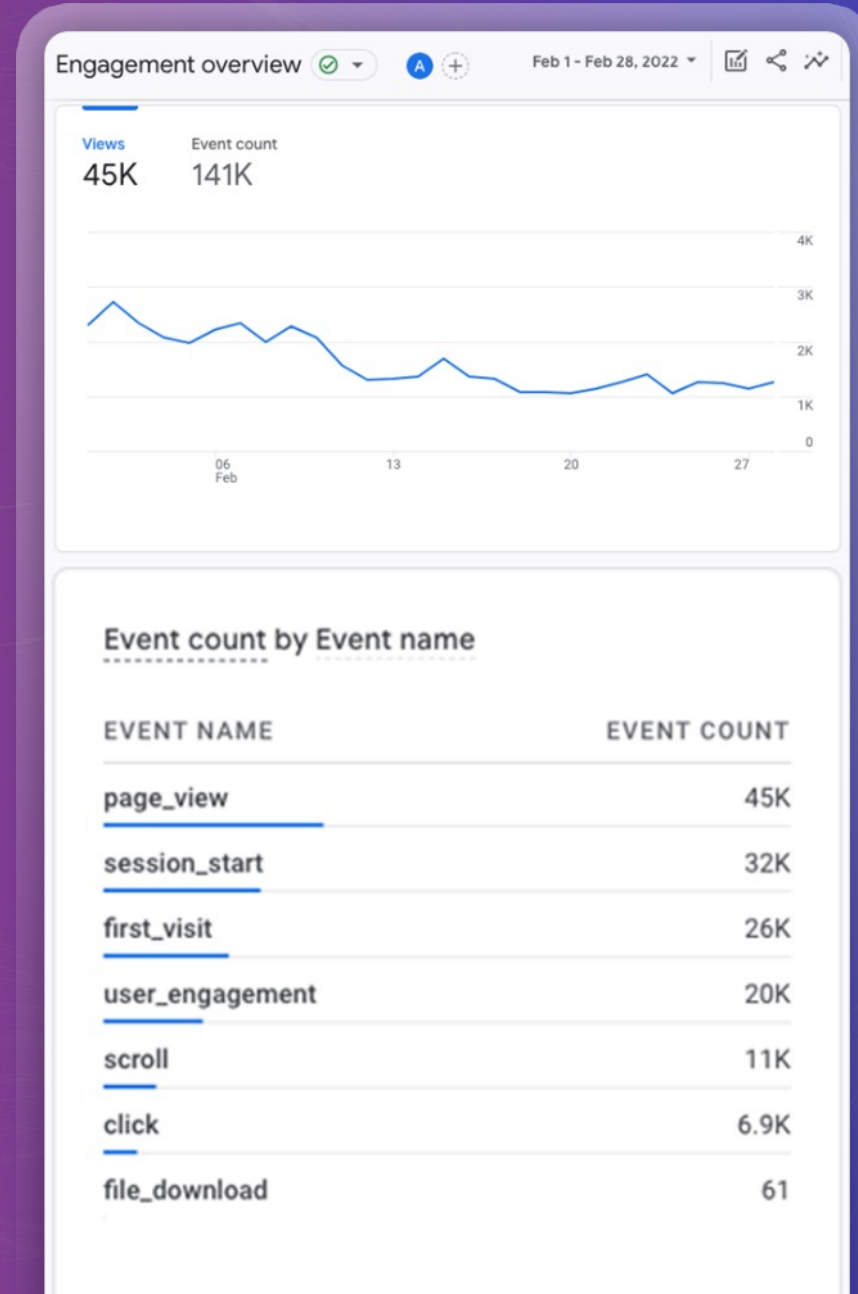 Engagement overview A Feb 1 - Feb 28, 2022
Views Event count
45K 141K
4K
3K
2K
1K
0
06 13 20 27
Feb
Event count by Event name
EVENT NAME EVENT COUNT
page_view 45K
session_start 32K
first_visit 26K
user_engagement 20K
scroll 11K
click 6.9K
file_download 61